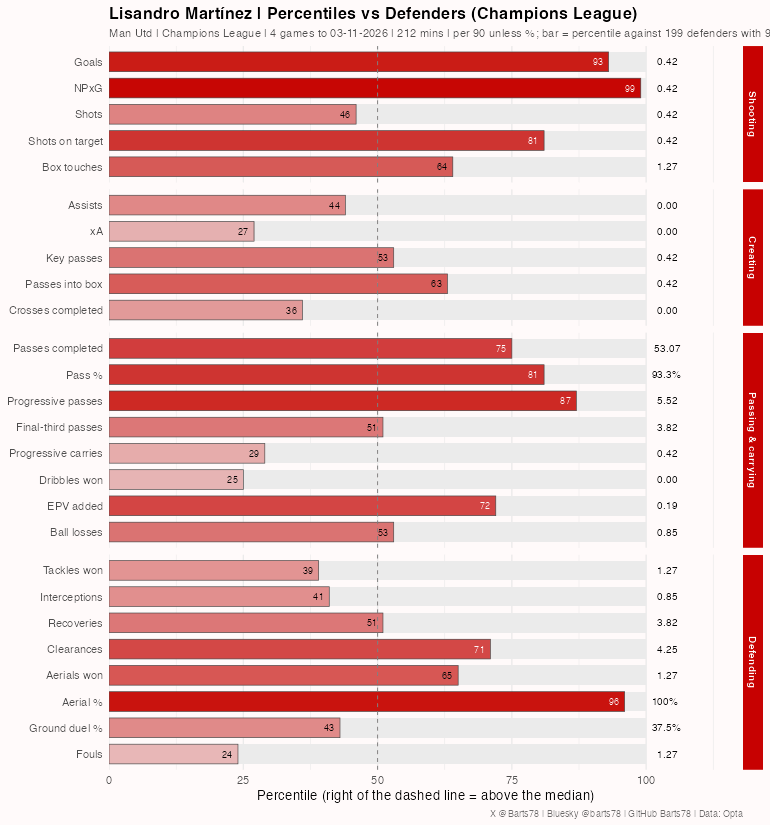 Lisandro Martínez | Percentiles vs Defenders (Champions League)
Man Utd | Champions League | 4 games to 03-11-2026 | 212 mins | per 90 unless %; bar = percentile against 199 defenders with 9
Goals 93 0.42
NPxG 99 0.42
Shots 46 0.42
Shots on target 81 0.42
Box touches 64 1.27
Shooting
Assists 44 0.00
xA 27 0.00
Key passes 53 0.42
Passes into box 63 0.42
Crosses completed 36 0.00
Creating
Passes completed 75 53.07
Pass % 81 93.3%
Progressive passes 87 5.52
Final-third passes 51 3.82
Progressive carries 29 0.42
Dribbles won 25 0.00
EPV added 72 0.19
Ball losses 53 0.85
Passing & carrying
Tackles won 39 1.27
Interceptions 41 0.85
Recoveries 51 3.82
Clearances 71 4.25
Aerials won 65 1.27
Aerial % 96 100%
Ground duel % 43 37.5%
Fouls 24 1.27
Defending
0 25 50 75 100
Percentile (right of the dashed line = above the median)
X @Barts78 | Bluesky @barts78 | GitHub Barts78 | Data: Opta